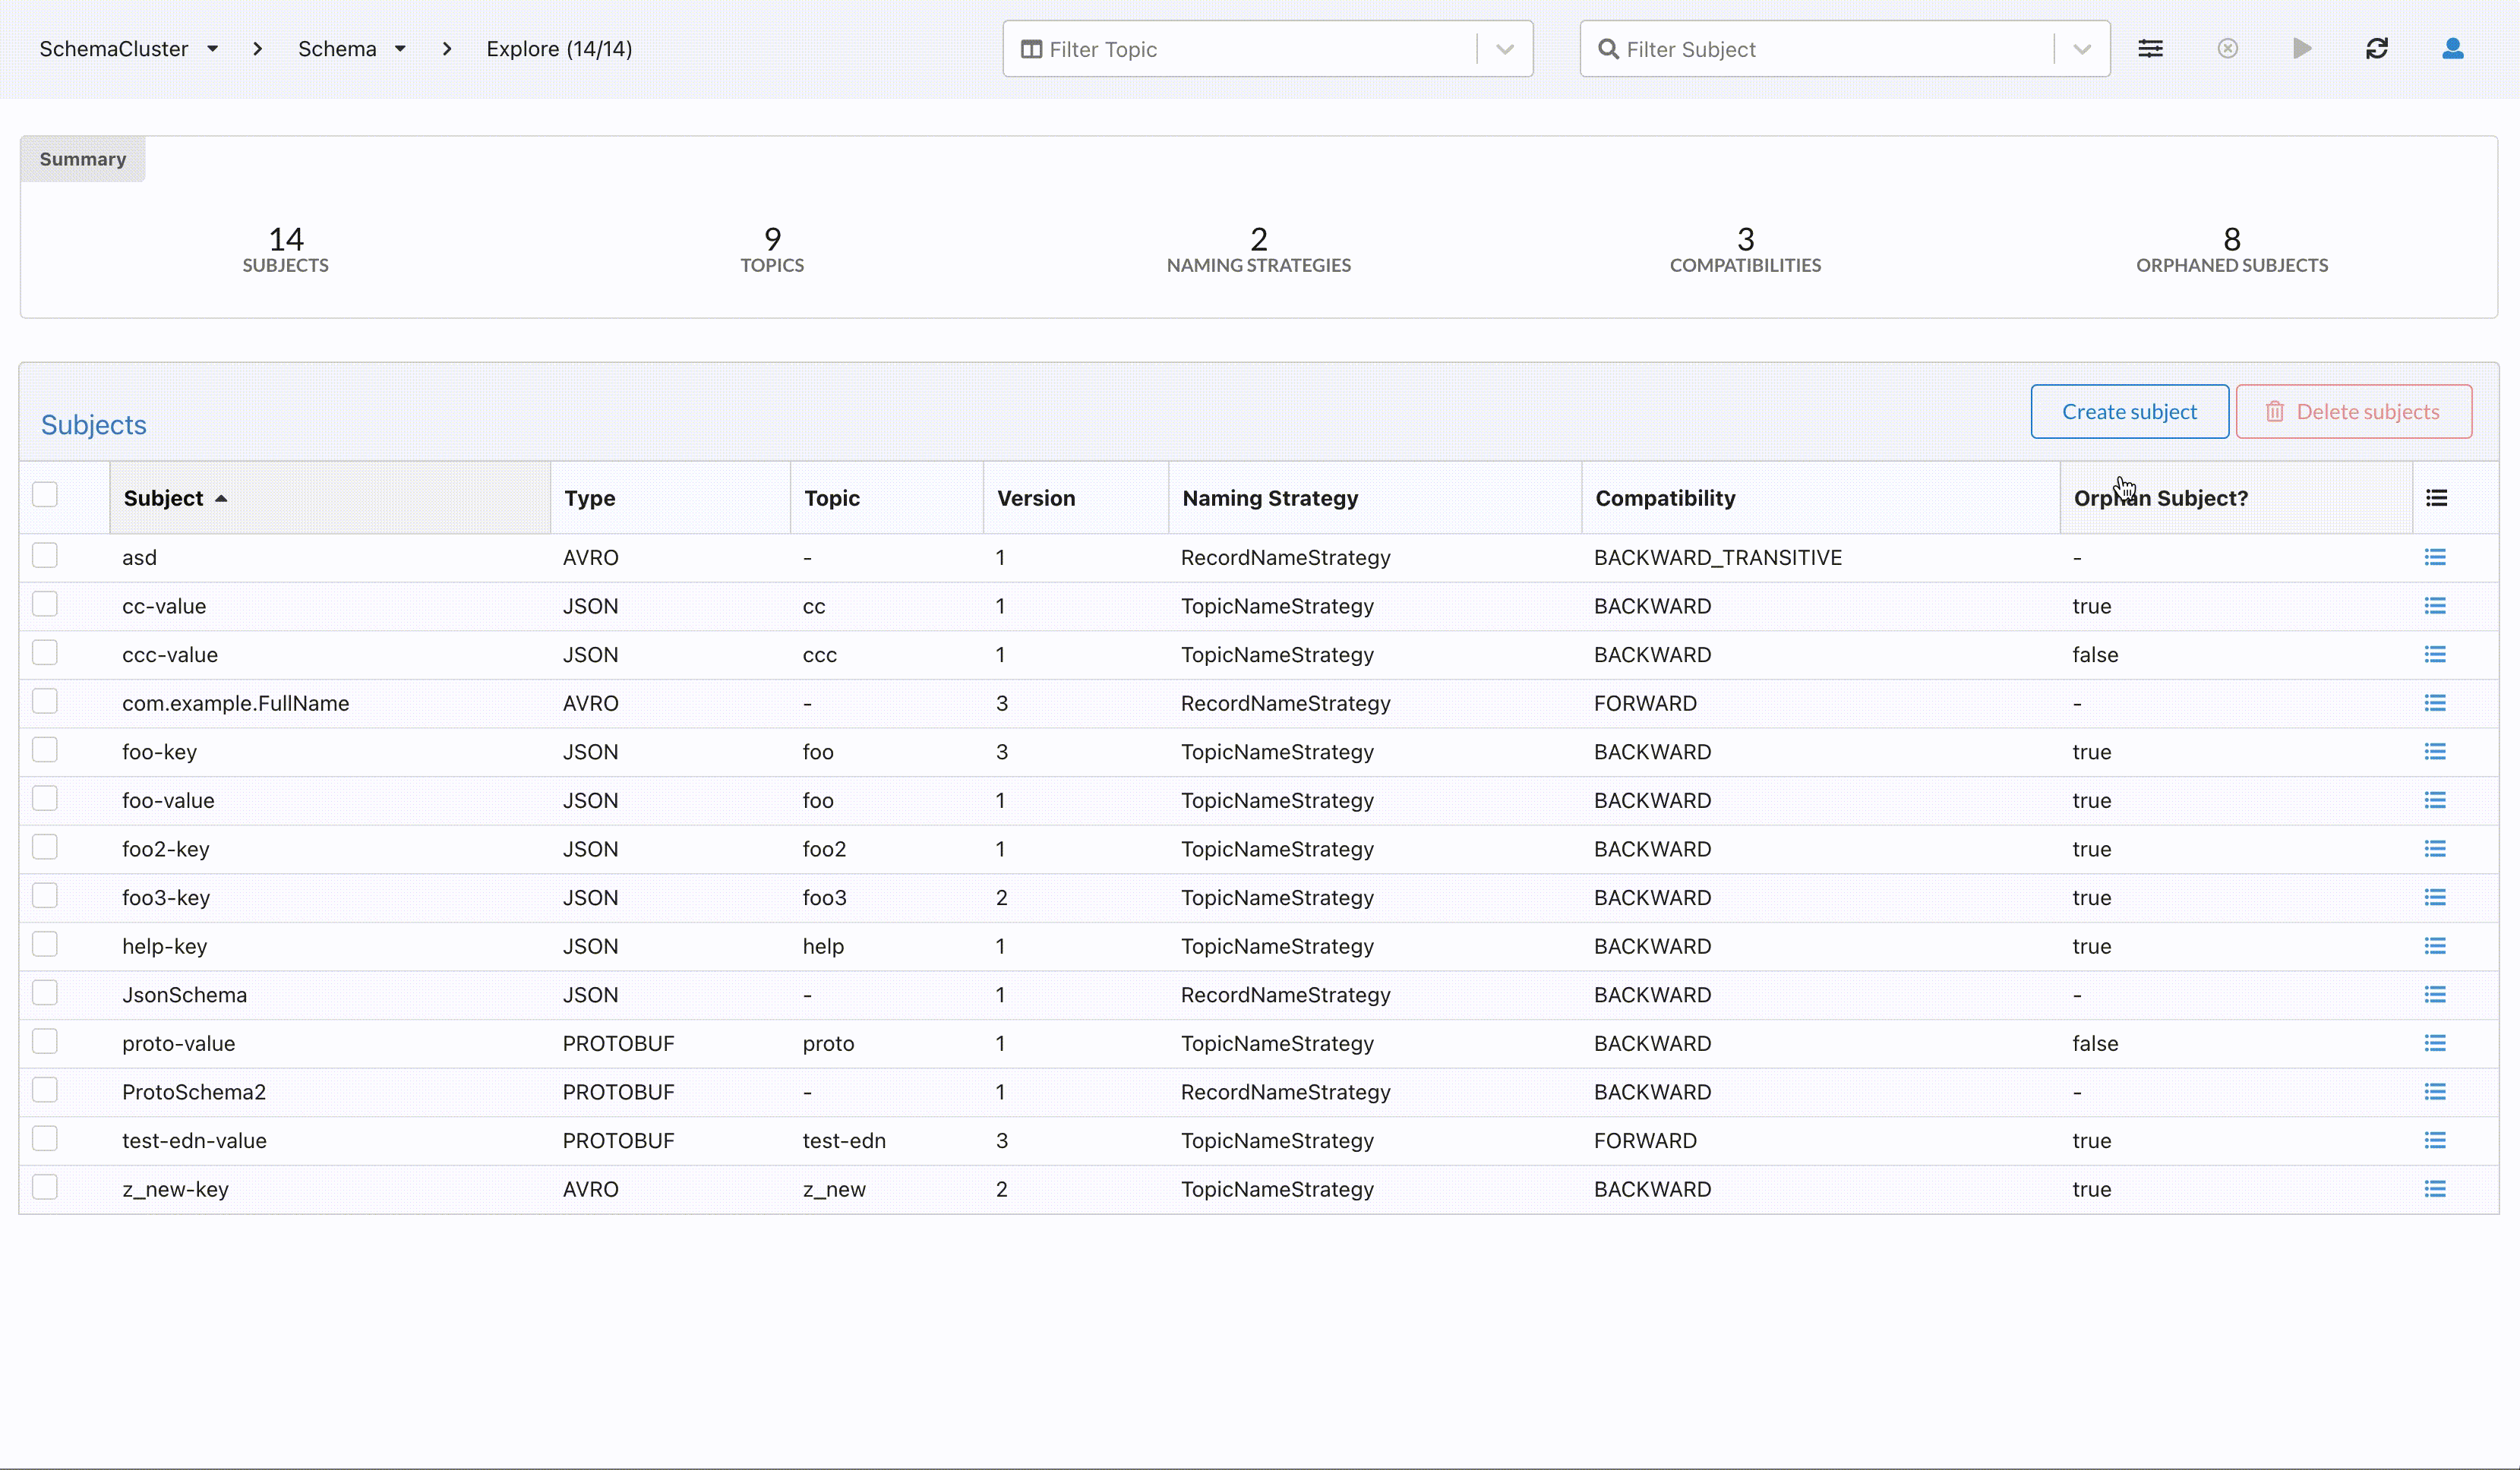 SchemaCluster Schema Explore (14/14) Filter Topic Filter Subject
Summary
14 9 2 3 8
SUBJECTS TOPICS NAMING STRATEGIES COMPATIBILITIES ORPHANED SUBJECTS
Subjects Create subject Delete subjects
Subject Type Topic Version Naming Strategy Compatibility Orphan Subject?
asd AVRO - 1 RecordNameStrategy BACKWARD_TRANSITIVE -
cc-value JSON cc 1 TopicNameStrategy BACKWARD true
ccc-value JSON ccc 1 TopicNameStrategy BACKWARD false
com.example.FullName AVRO - 3 RecordNameStrategy FORWARD -
foo-key JSON foo 3 TopicNameStrategy BACKWARD true
foo-value JSON foo 1 TopicNameStrategy BACKWARD true
foo2-key JSON foo2 1 TopicNameStrategy BACKWARD true
foo3-key JSON foo3 2 TopicNameStrategy BACKWARD true
help-key JSON help 1 TopicNameStrategy BACKWARD true
JsonSchema JSON - 1 RecordNameStrategy BACKWARD -
proto-value PROTOBUF proto 1 TopicNameStrategy BACKWARD false
ProtoSchema2 PROTOBUF - 1 RecordNameStrategy BACKWARD -
test-edn-value PROTOBUF test-edn 3 TopicNameStrategy FORWARD true
z_new-key AVRO z_new 2 TopicNameStrategy BACKWARD true